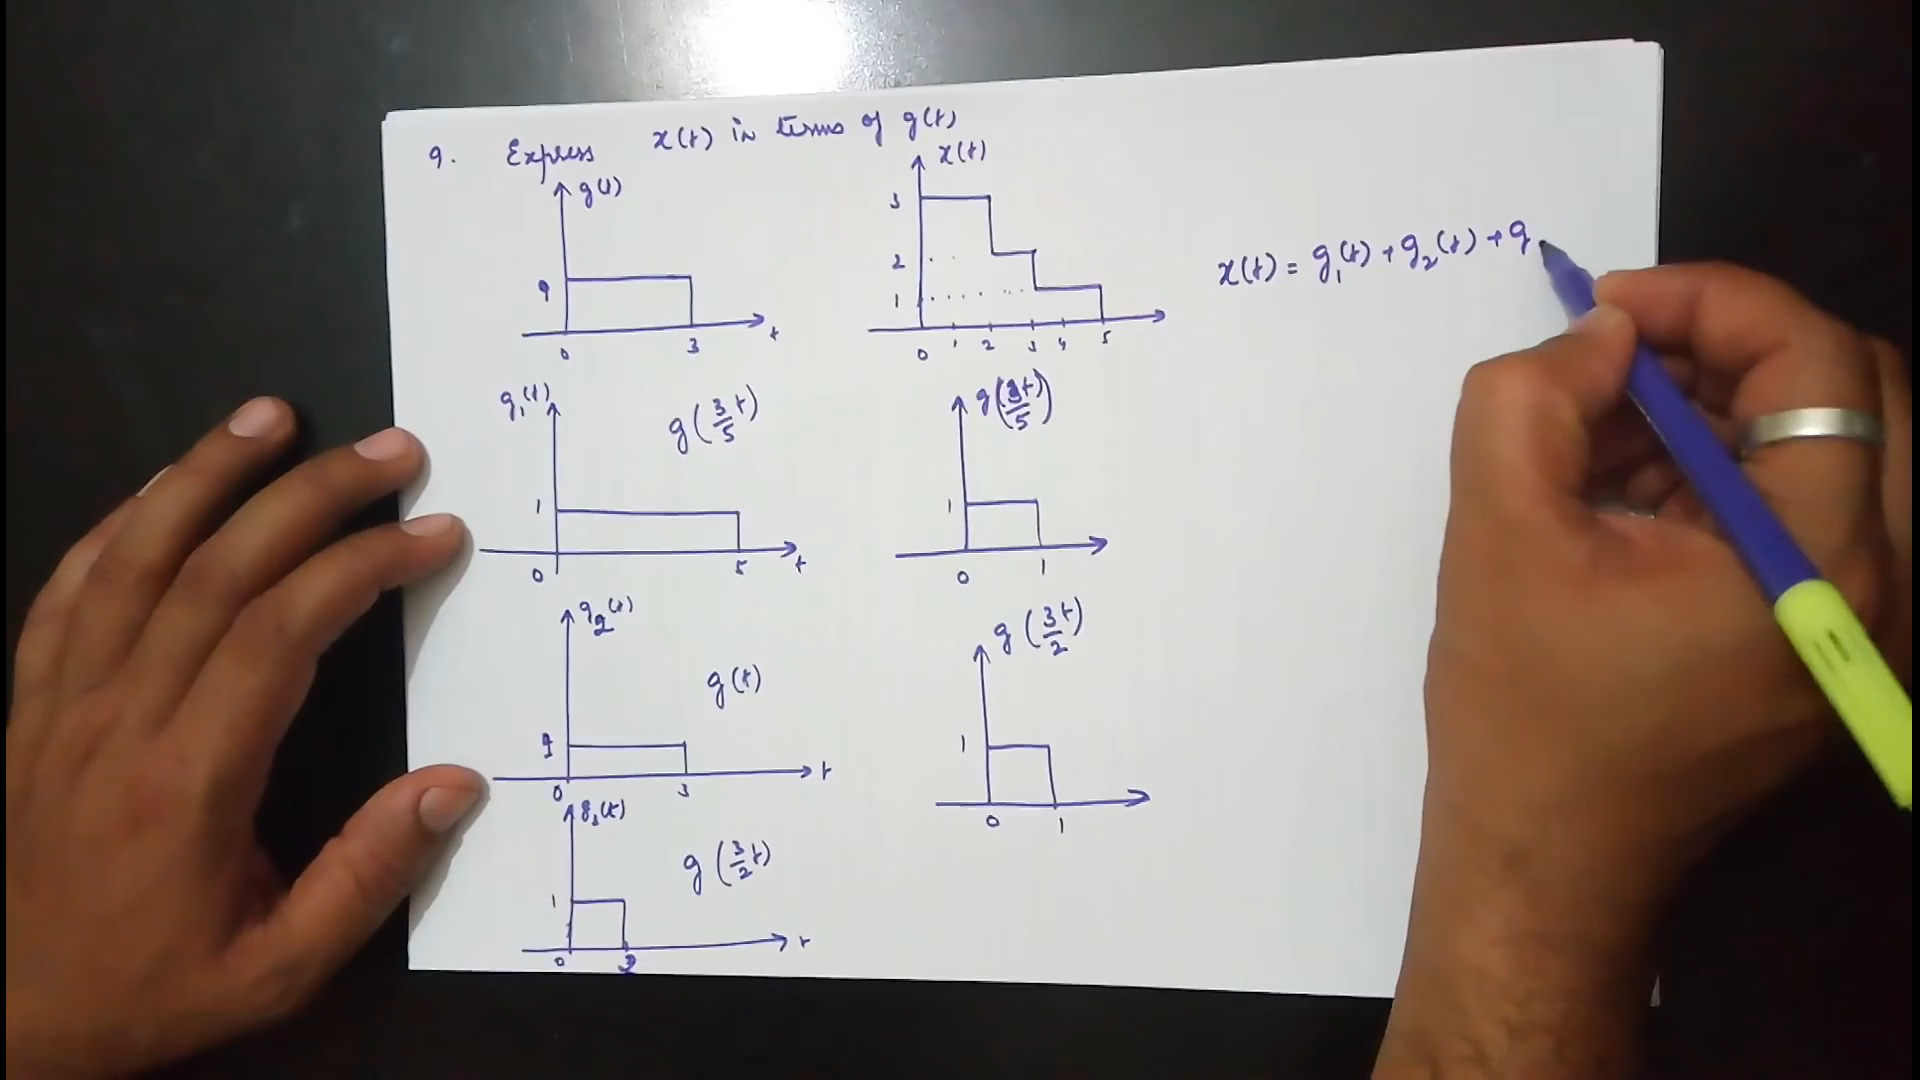 9. Express x(t) in terms of g(t)
g(t)
0 3 t
x(t)
3
2
1
0 1 2 3 4 5
x(t) = g₁(t) + g₂(t) + g
g₁(t)
g(3/5 t)
1
0 5 t
g(3t/5)
1
0 1
g₂(t)
g(t)
0 3 t
g(3t/2)
1
0 1
g₃(t)
g(3/2 t)
1
0 2 t